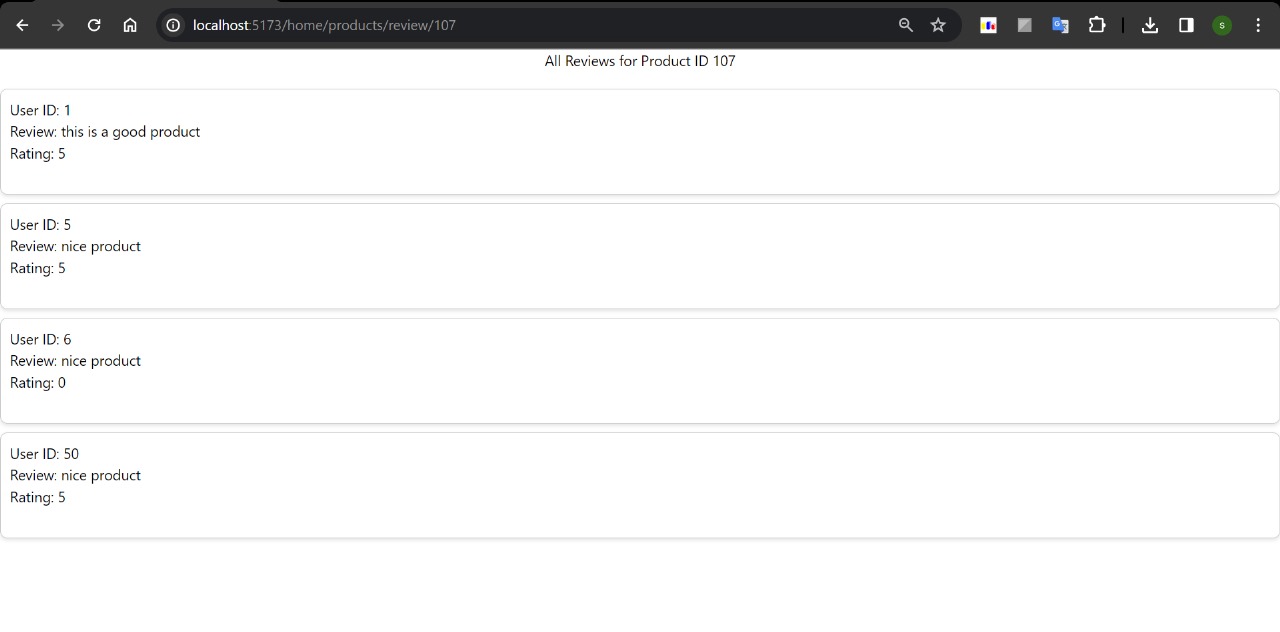 localhost:5173/home/products/review/107
S
All Reviews for Product ID 107
User ID: 1
Review: this is a good product
Rating: 5
User ID: 5
Review: nice product
Rating: 5
User ID: 6
Review: nice product
Rating: 0
User ID: 50
Review: nice product
Rating: 5